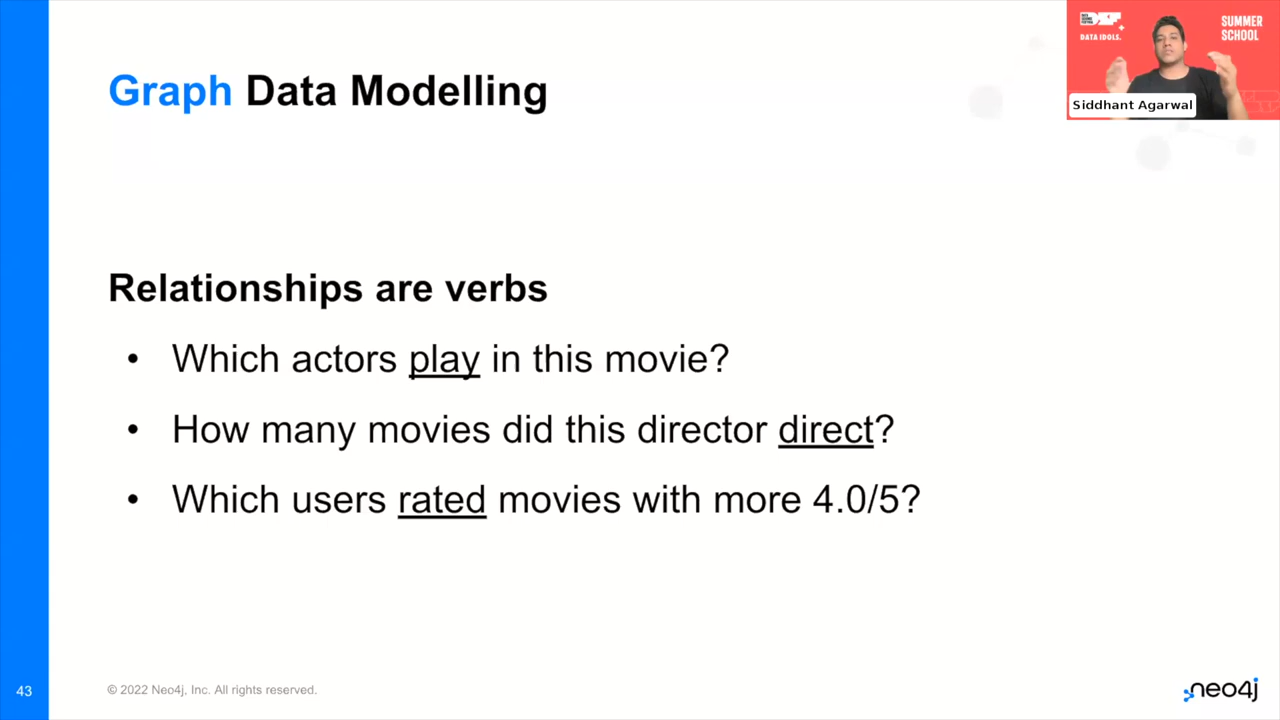 Graph Data Modelling
DATA IDOLS.
SUMMER
SCHOOL
Siddhant Agarwal
Relationships are verbs
• Which actors play in this movie?
• How many movies did this director direct?
• Which users rated movies with more 4.0/5?
43
© 2022 Neo4j, Inc. All rights reserved.
neo4j